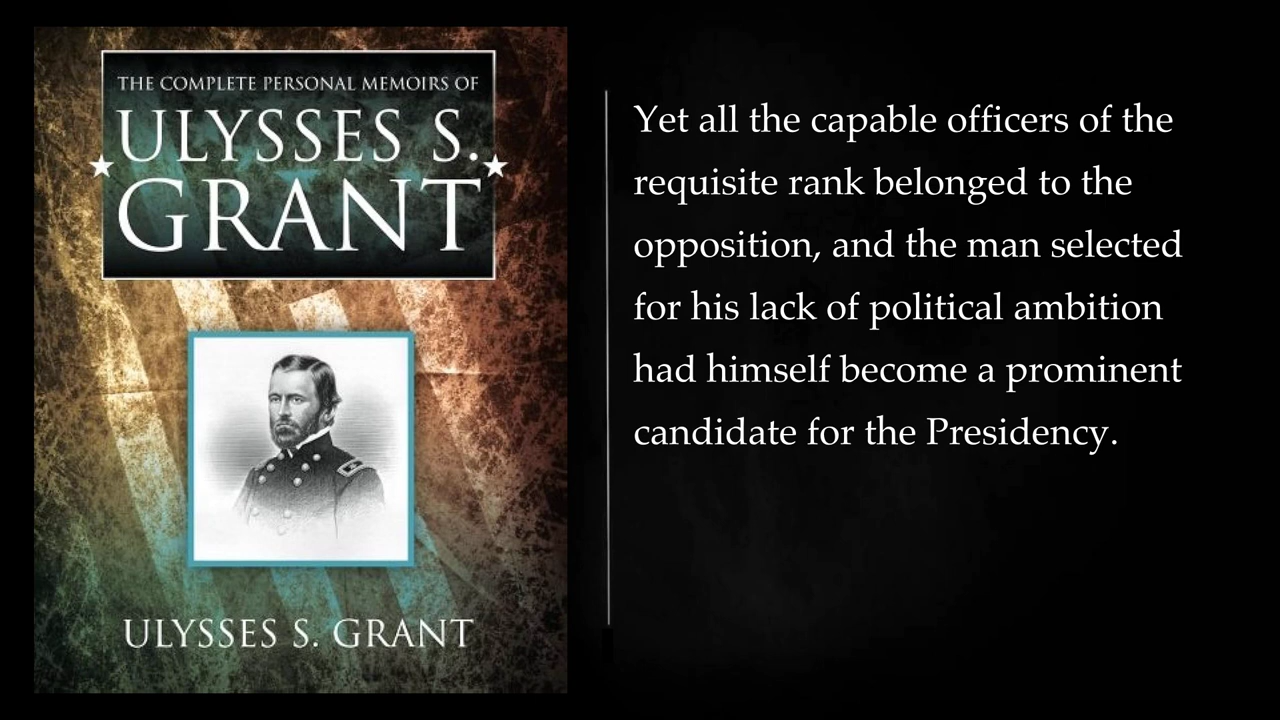 THE COMPLETE PERSONAL MEMOIRS OF
ULYSSES S.
GRANT
ULYSSES S. GRANT
Yet all the capable officers of the
requisite rank belonged to the
opposition, and the man selected
for his lack of political ambition
had himself become a prominent
candidate for the Presidency.